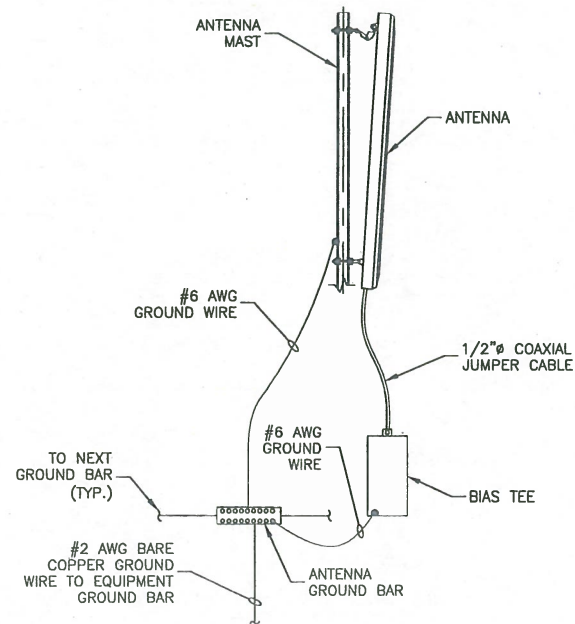 ANTENNA
MAST
ANTENNA
#6 AWG
GROUND WIRE
1/2"ø COAXIAL
JUMPER CABLE
#6 AWG
GROUND
WIRE
TO NEXT
GROUND BAR
(TYP.)
BIAS TEE
#2 AWG BARE
COPPER GROUND
WIRE TO EQUIPMENT
GROUND BAR
ANTENNA
GROUND BAR